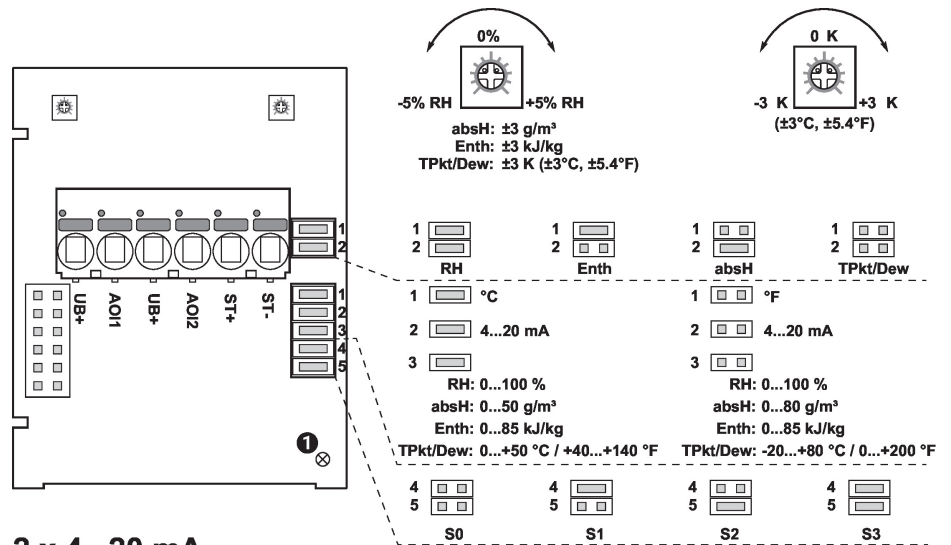 0%
-5% RH +5% RH
absH: ±3 g/m³
Enth: ±3 kJ/kg
TPkt/Dew: ±3 K (±3°C, ±5.4°F)
0 K
-3 K +3 K
(±3°C, ±5.4°F)
1
2
UB+ AOI1 UB+ AOI2 ST+ ST-
1
2
3
4
5
1
1 1 1 1
2 2 2 2
RH Enth absH TPkt/Dew
1 °C 1 °F
2 4...20 mA 2 4...20 mA
3 3
RH: 0...100 % RH: 0...100 %
absH: 0...50 g/m³ absH: 0...80 g/m³
Enth: 0...85 kJ/kg Enth: 0...85 kJ/kg
TPkt/Dew: 0...+50 °C / +40...+140 °F TPkt/Dew: -20...+80 °C / 0...+200 °F
4 4 4 4
5 5 5 5
S0 S1 S2 S3